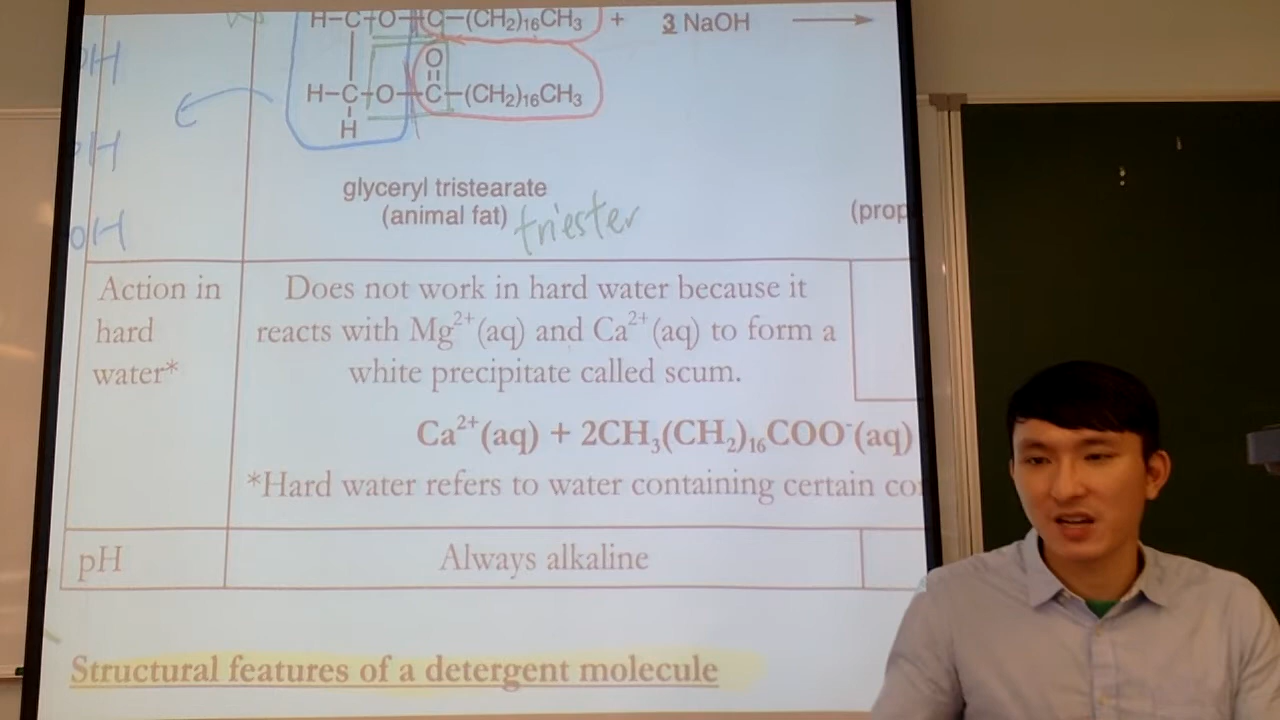 H–C–O–C–(CH₂)₁₆CH₃ + 3 NaOH ⟶
O
H–C–O–C–(CH₂)₁₆CH₃
H
OH
OH
OH
glyceryl tristearate
(animal fat) triester
(prop
Action in hard water*
Does not work in hard water because it
reacts with Mg²⁺(aq) and Ca²⁺(aq) to form a
white precipitate called scum.
Ca²⁺(aq) + 2CH₃(CH₂)₁₆COO⁻(aq)
*Hard water refers to water containing certain co
pH
Always alkaline
Structural features of a detergent molecule